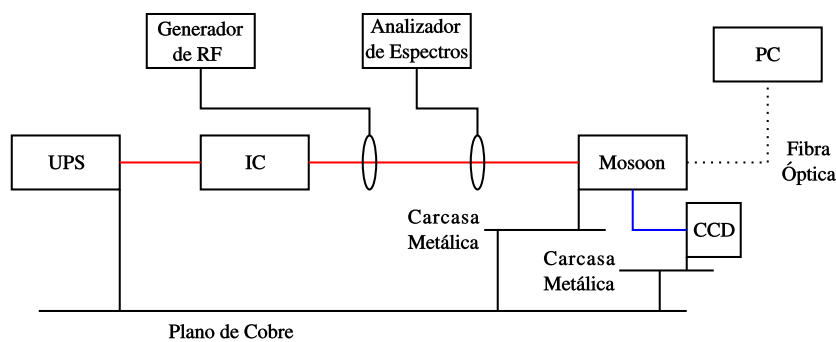 Generador
de RF
Analizador
de Espectros
PC
UPS
IC
Mosoon
Fibra
Óptica
Carcasa
Metálica
CCD
Carcasa
Metálica
Plano de Cobre